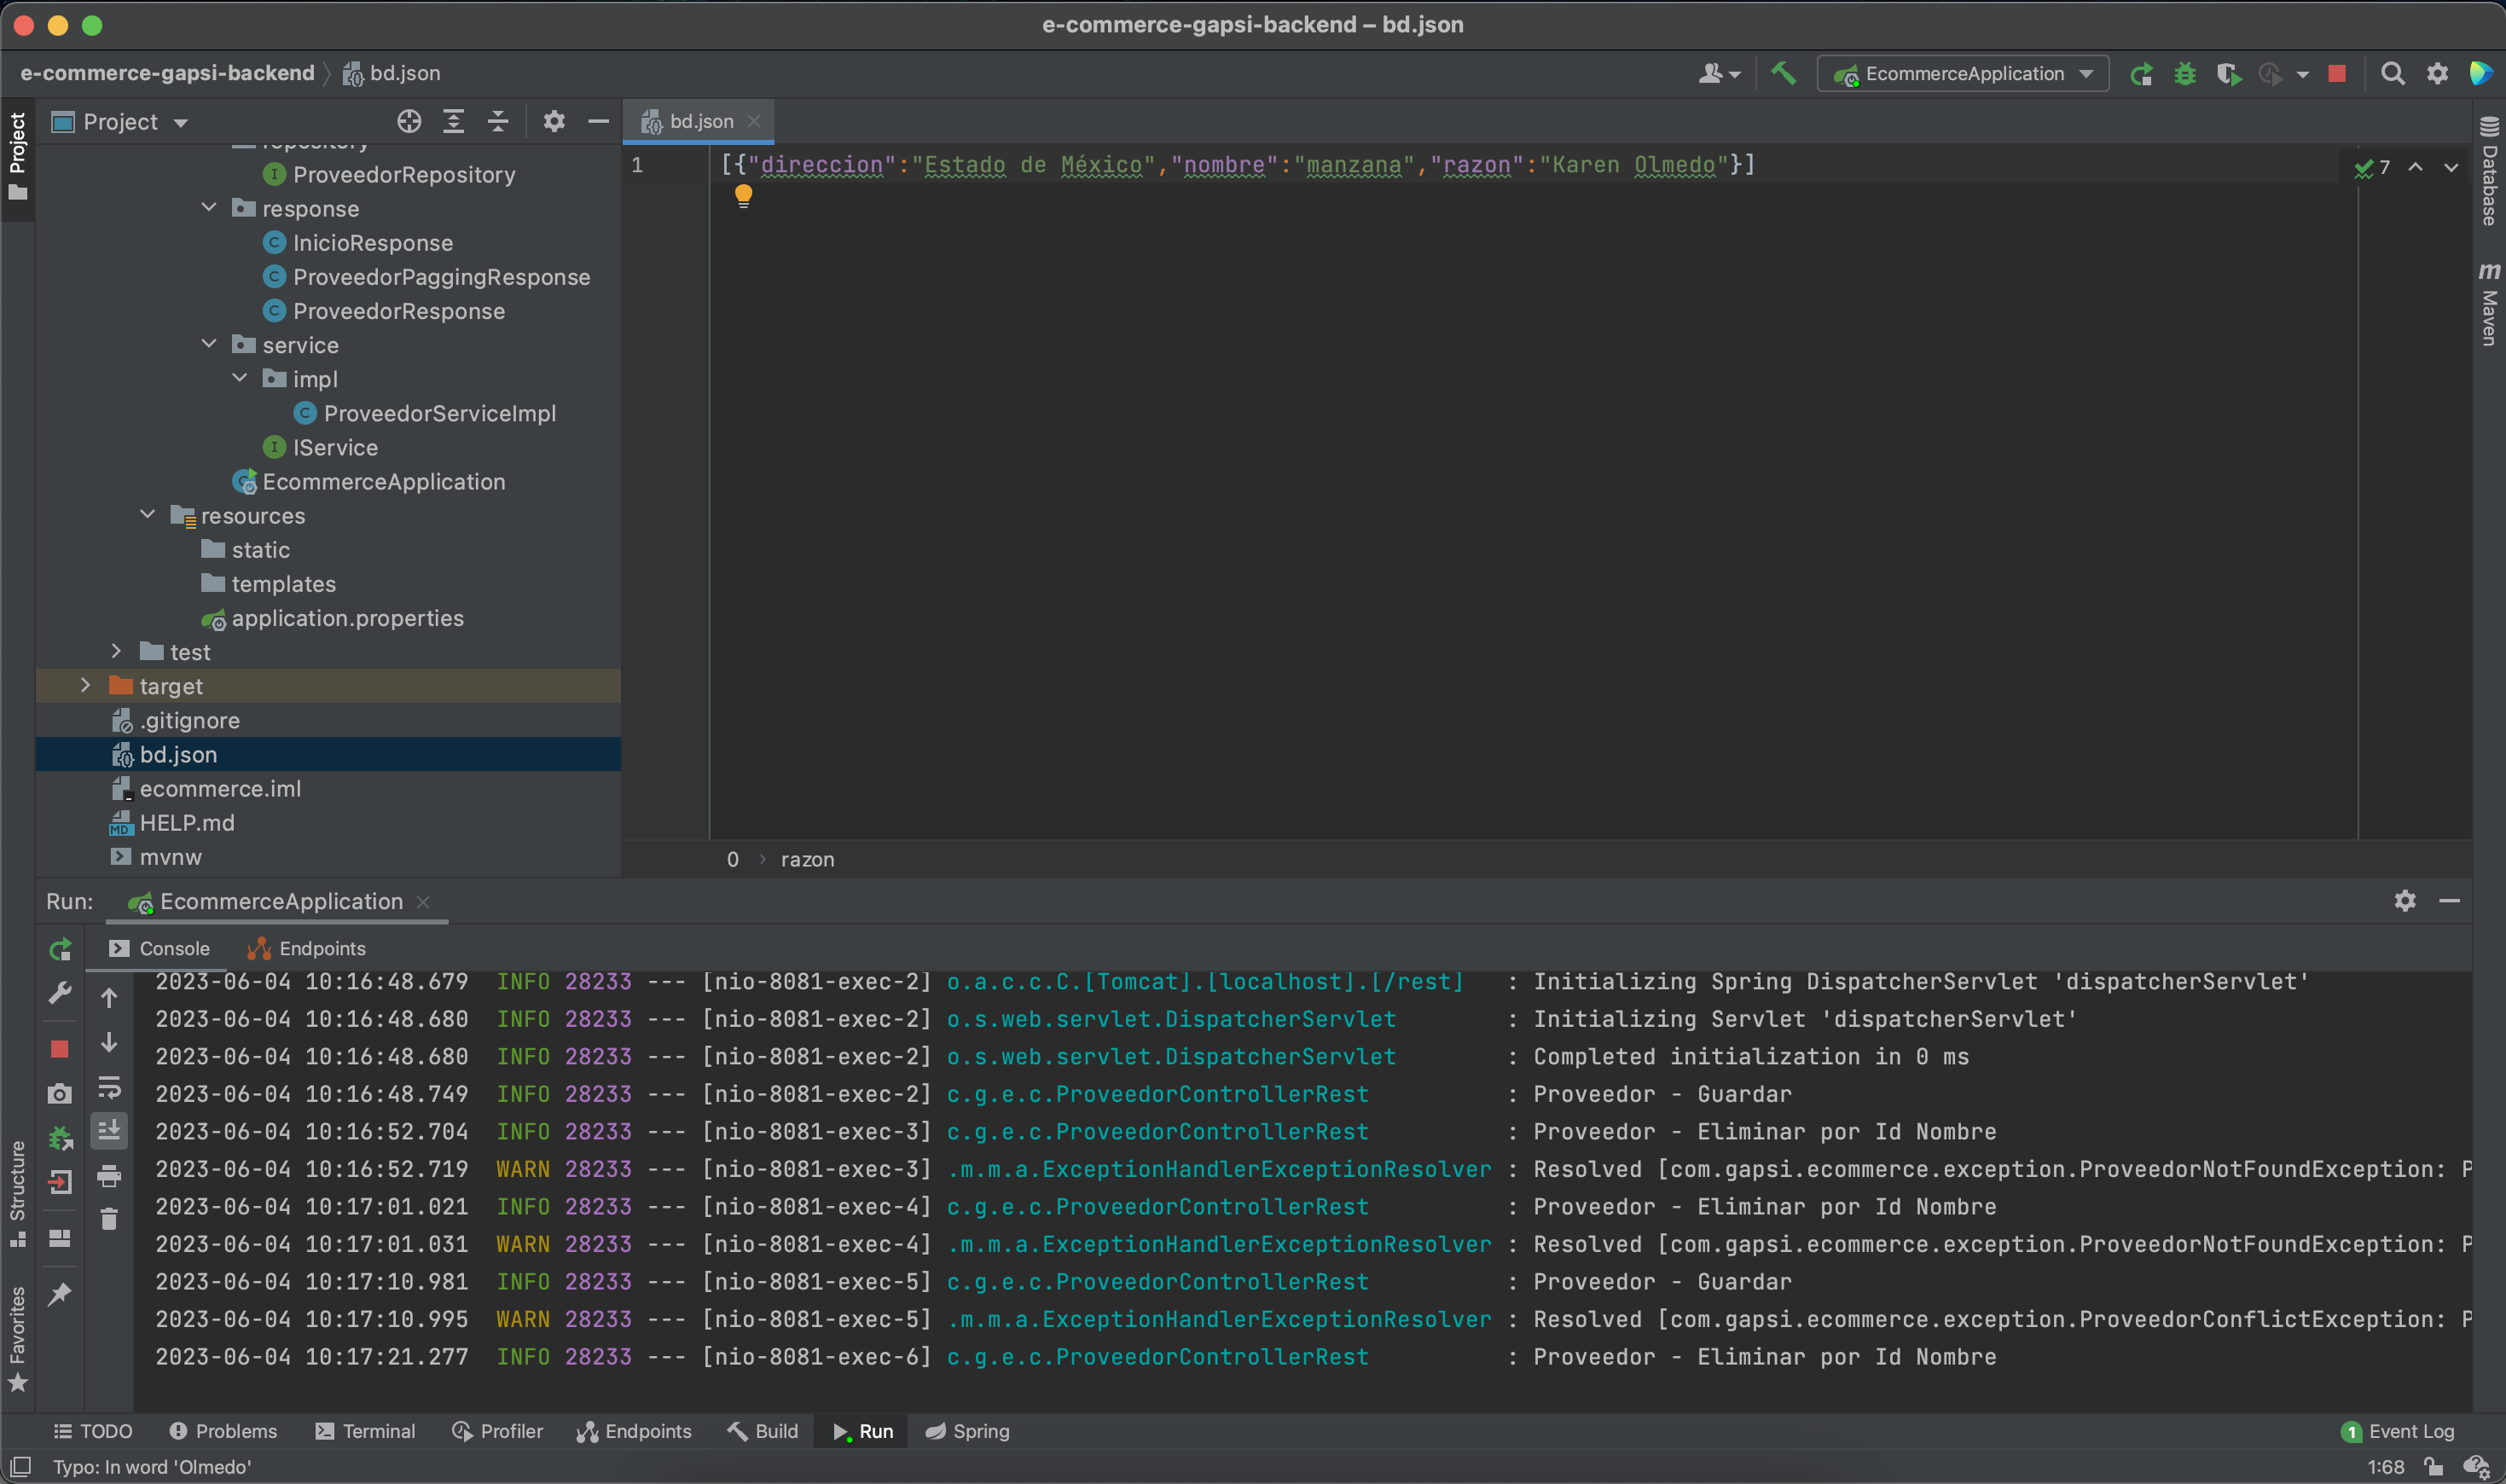 e-commerce-gapsi-backend – bd.json
e-commerce-gapsi-backend
bd.json
EcommerceApplication
Project
Project
bd.json
Database
Maven
repository
ProveedorRepository
response
InicioResponse
ProveedorPaggingResponse
ProveedorResponse
service
impl
ProveedorServiceImpl
IService
EcommerceApplication
resources
static
templates
application.properties
test
target
.gitignore
bd.json
ecommerce.iml
HELP.md
mvnw
1
[{"direccion":"Estado de México","nombre":"manzana","razon":"Karen Olmedo"}]
7
0 › razon
Run:
EcommerceApplication
Console
Endpoints
2023-06-04 10:16:48.679 INFO 28233 --- [nio-8081-exec-2] o.a.c.c.C.[Tomcat].[localhost].[/rest] : Initializing Spring DispatcherServlet 'dispatcherServlet'
2023-06-04 10:16:48.680 INFO 28233 --- [nio-8081-exec-2] o.s.web.servlet.DispatcherServlet : Initializing Servlet 'dispatcherServlet'
2023-06-04 10:16:48.680 INFO 28233 --- [nio-8081-exec-2] o.s.web.servlet.DispatcherServlet : Completed initialization in 0 ms
2023-06-04 10:16:48.749 INFO 28233 --- [nio-8081-exec-2] c.g.e.c.ProveedorControllerRest : Proveedor - Guardar
2023-06-04 10:16:52.704 INFO 28233 --- [nio-8081-exec-3] c.g.e.c.ProveedorControllerRest : Proveedor - Eliminar por Id Nombre
2023-06-04 10:16:52.719 WARN 28233 --- [nio-8081-exec-3] .m.m.a.ExceptionHandlerExceptionResolver : Resolved [com.gapsi.ecommerce.exception.ProveedorNotFoundException: P
2023-06-04 10:17:01.021 INFO 28233 --- [nio-8081-exec-4] c.g.e.c.ProveedorControllerRest : Proveedor - Eliminar por Id Nombre
2023-06-04 10:17:01.031 WARN 28233 --- [nio-8081-exec-4] .m.m.a.ExceptionHandlerExceptionResolver : Resolved [com.gapsi.ecommerce.exception.ProveedorNotFoundException: P
2023-06-04 10:17:10.981 INFO 28233 --- [nio-8081-exec-5] c.g.e.c.ProveedorControllerRest : Proveedor - Guardar
2023-06-04 10:17:10.995 WARN 28233 --- [nio-8081-exec-5] .m.m.a.ExceptionHandlerExceptionResolver : Resolved [com.gapsi.ecommerce.exception.ProveedorConflictException: P
2023-06-04 10:17:21.277 INFO 28233 --- [nio-8081-exec-6] c.g.e.c.ProveedorControllerRest : Proveedor - Eliminar por Id Nombre
Structure
Favorites
TODO
Problems
Terminal
Profiler
Endpoints
Build
Run
Spring
1 Event Log
Typo: In word 'Olmedo'
1:68